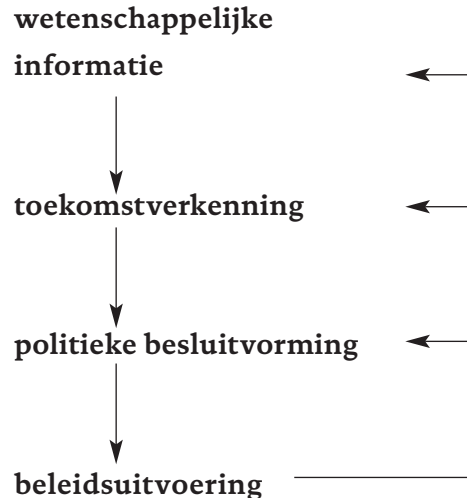 wetenschappelijke
informatie
toekomstverkenning
politieke besluitvorming
beleidsuitvoering